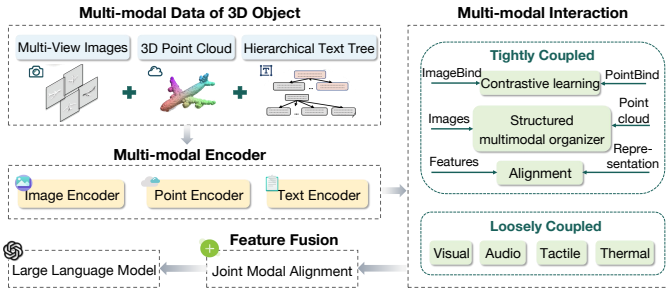 Multi-modal Data of 3D Object
Multi-View Images
3D Point Cloud
Hierarchical Text Tree
T
Multi-modal Encoder
Image Encoder
Point Encoder
Text Encoder
Feature Fusion
Large Language Model
Joint Modal Alignment
Multi-modal Interaction
Tightly Coupled
ImageBind
Contrastive learning
PointBind
Images
Structured
multimodal organizer
Point
cloud
Features
Alignment
Repre-
sentation
Loosely Coupled
Visual
Audio
Tactile
Thermal